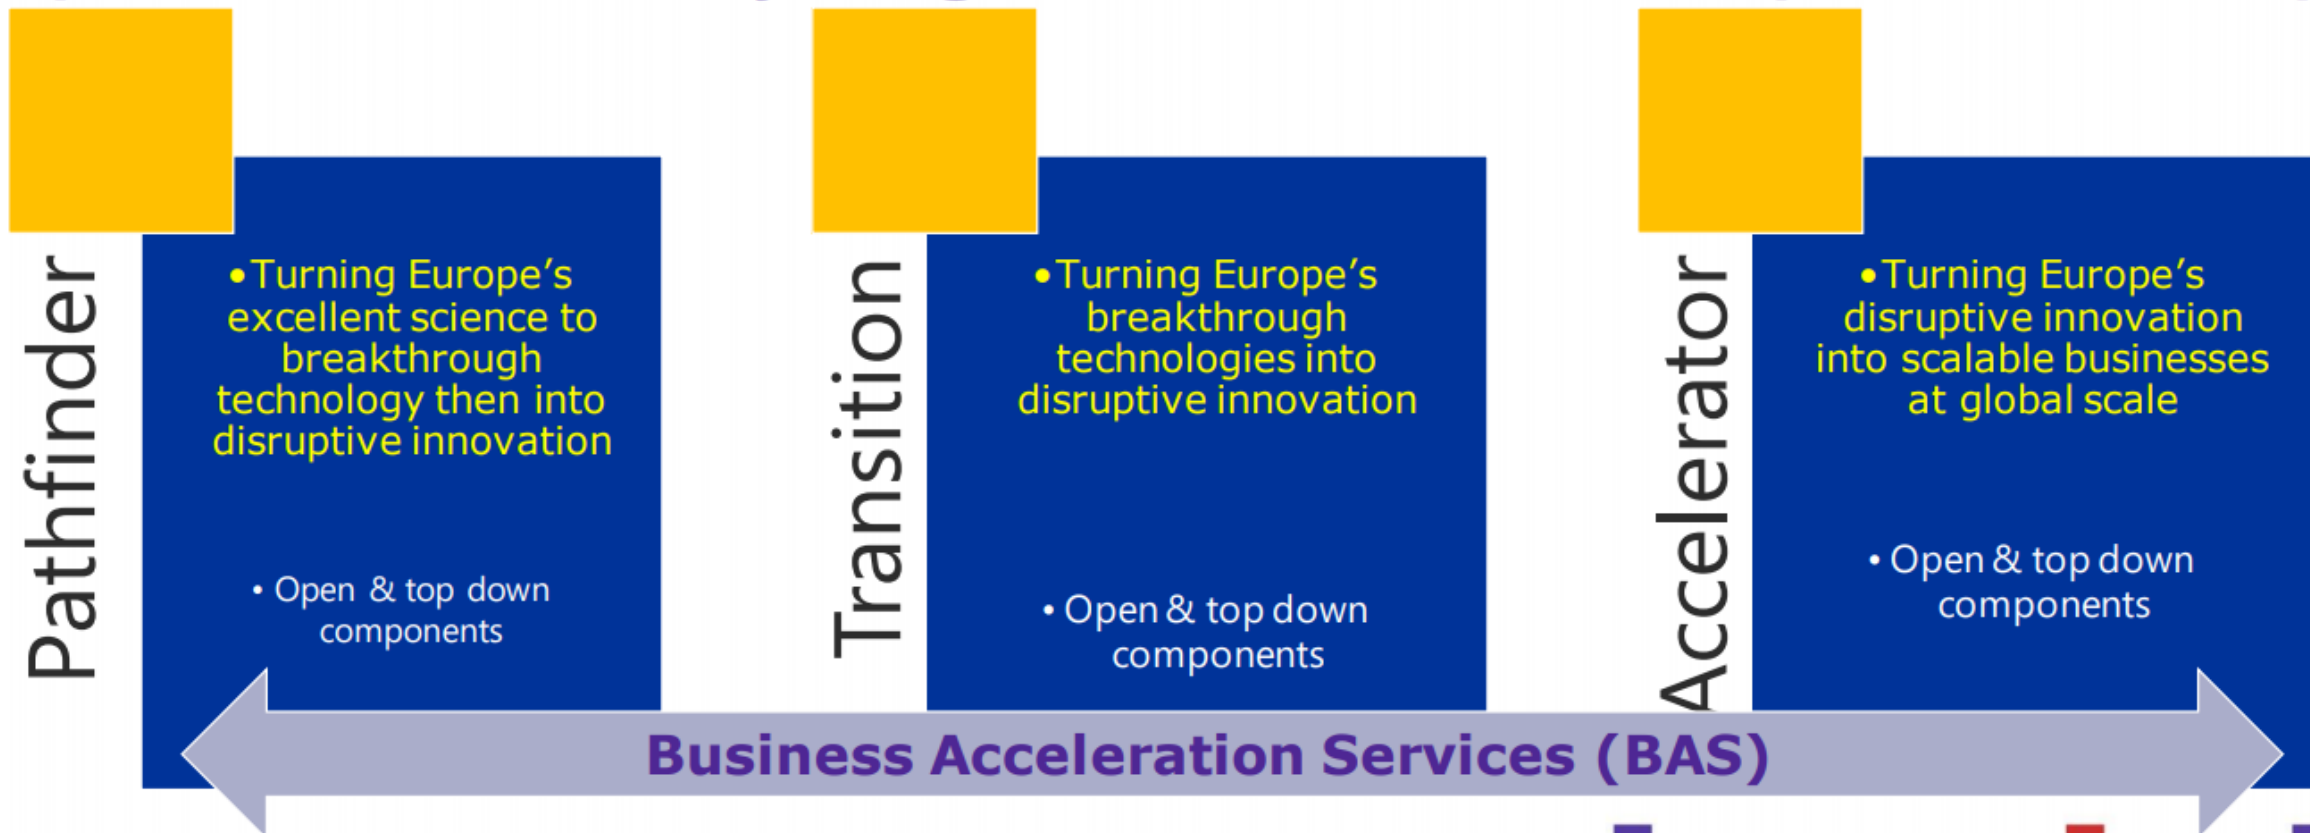 Pathfinder
•Turning Europe’s
excellent science to
breakthrough
technology then into
disruptive innovation
• Open & top down
components
Transition
•Turning Europe’s
breakthrough
technologies into
disruptive innovation
• Open & top down
components
Accelerator
•Turning Europe’s
disruptive innovation
into scalable businesses
at global scale
• Open & top down
components
Business Acceleration Services (BAS)